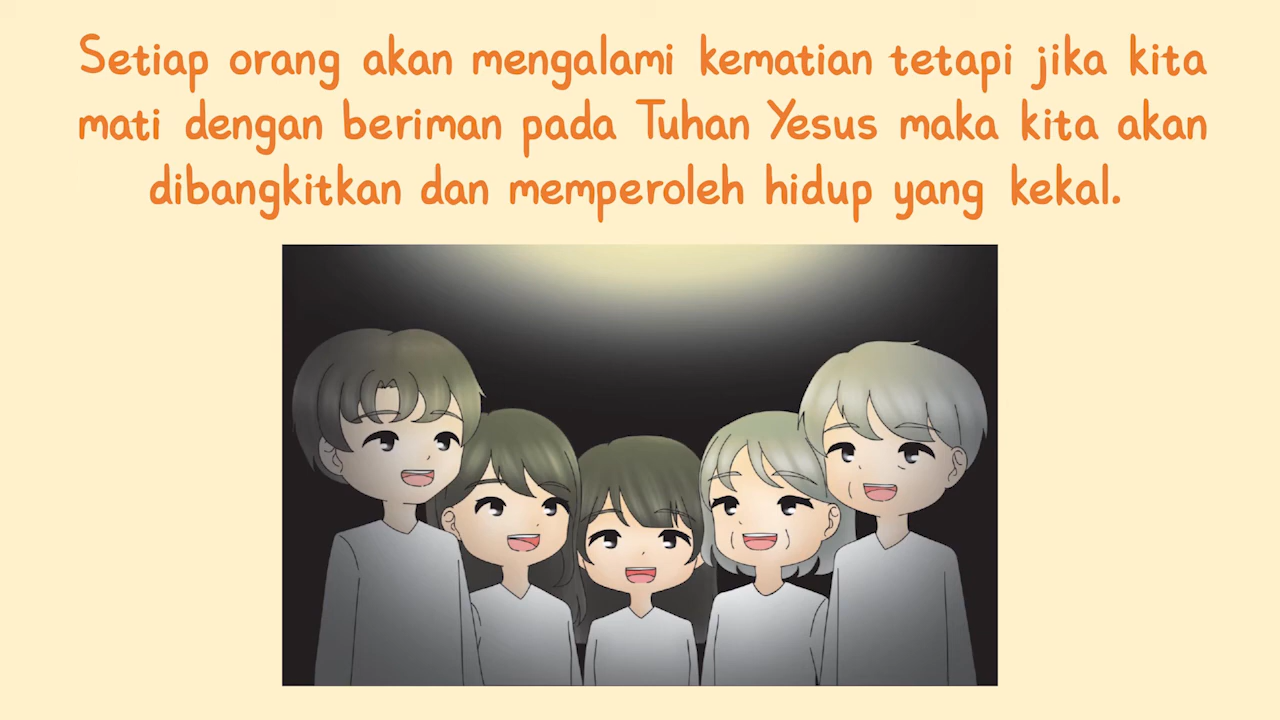 Setiap orang akan mengalami kematian tetapi jika kita
mati dengan beriman pada Tuhan Yesus maka kita akan
dibangkitkan dan memperoleh hidup yang kekal.